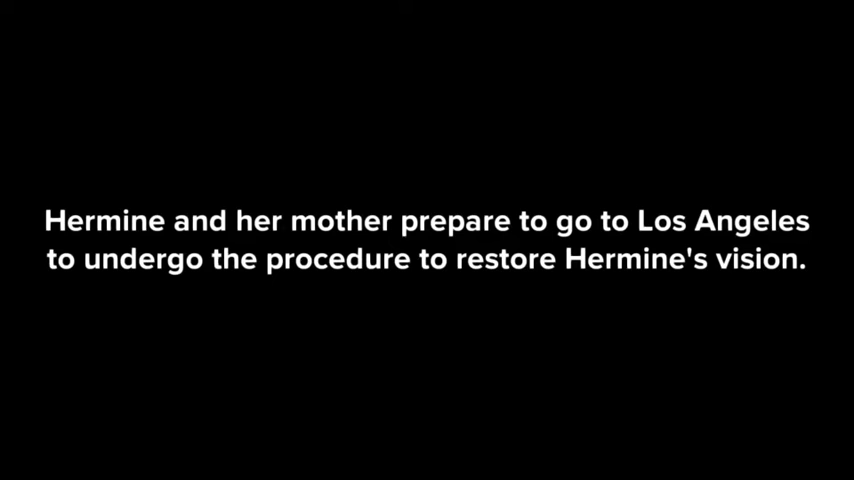 Hermine and her mother prepare to go to Los Angeles
to undergo the procedure to restore Hermine's vision.